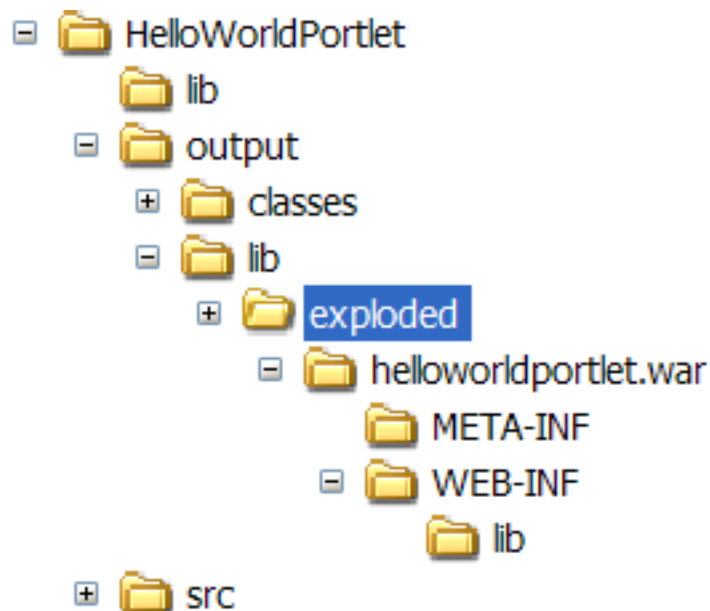 HelloWorldPortlet
lib
output
classes
lib
exploded
helloworldportlet.war
META-INF
WEB-INF
lib
src